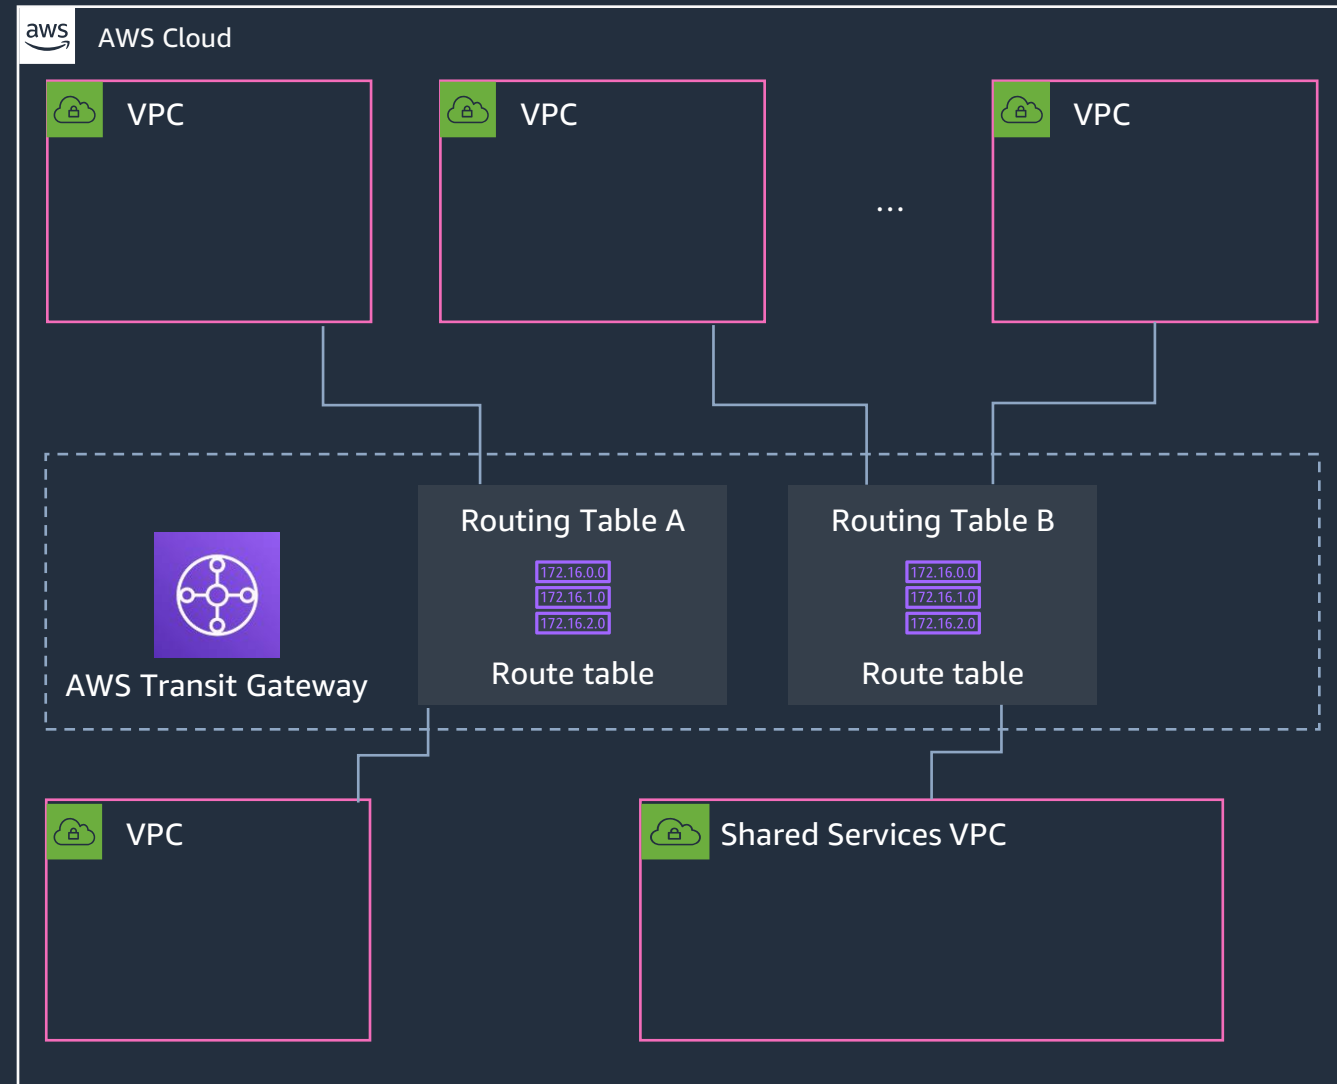 aws
AWS Cloud
VPC
VPC
VPC
...
Routing Table A
172.16.0.0
172.16.1.0
172.16.2.0
Route table
Routing Table B
172.16.0.0
172.16.1.0
172.16.2.0
Route table
AWS Transit Gateway
VPC
Shared Services VPC